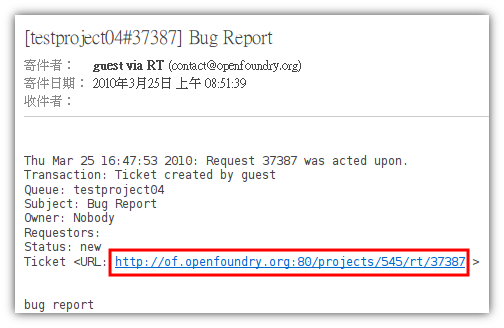 [testproject04#37387] Bug Report
寄件者： guest via RT (contact@openfoundry.org)
寄件日期： 2010年3月25日 上午 08:51:39
收件者：
Thu Mar 25 16:47:53 2010: Request 37387 was acted upon.
Transaction: Ticket created by guest
Queue: testproject04
Subject: Bug Report
Owner: Nobody
Requestors:
Status: new
Ticket <URL: http://of.openfoundry.org:80/projects/545/rt/37387 >
bug report